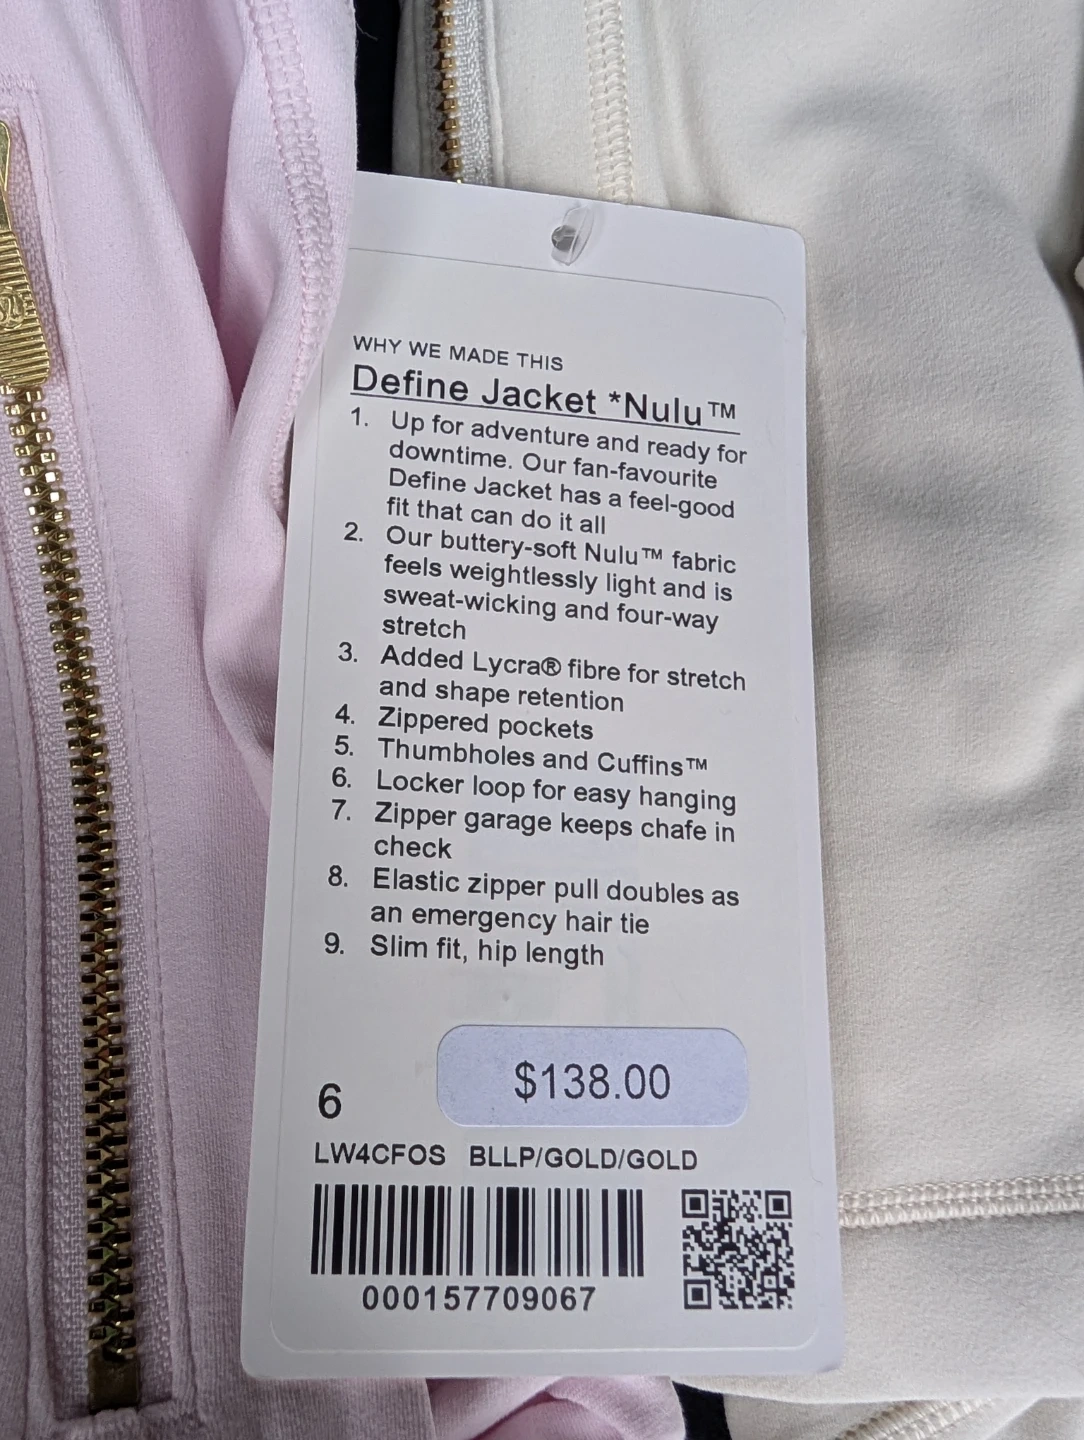 WHY WE MADE THIS
Define Jacket *Nulu™
1. Up for adventure and ready for
downtime. Our fan-favourite
Define Jacket has a feel-good
fit that can do it all
2. Our buttery-soft Nulu™ fabric
feels weightlessly light and is
sweat-wicking and four-way
stretch
3. Added Lycra® fibre for stretch
and shape retention
4. Zippered pockets
5. Thumbholes and Cuffins™
6. Locker loop for easy hanging
7. Zipper garage keeps chafe in
check
8. Elastic zipper pull doubles as
an emergency hair tie
9. Slim fit, hip length
$138.00
6
LW4CFOS BLLP/GOLD/GOLD
000157709067